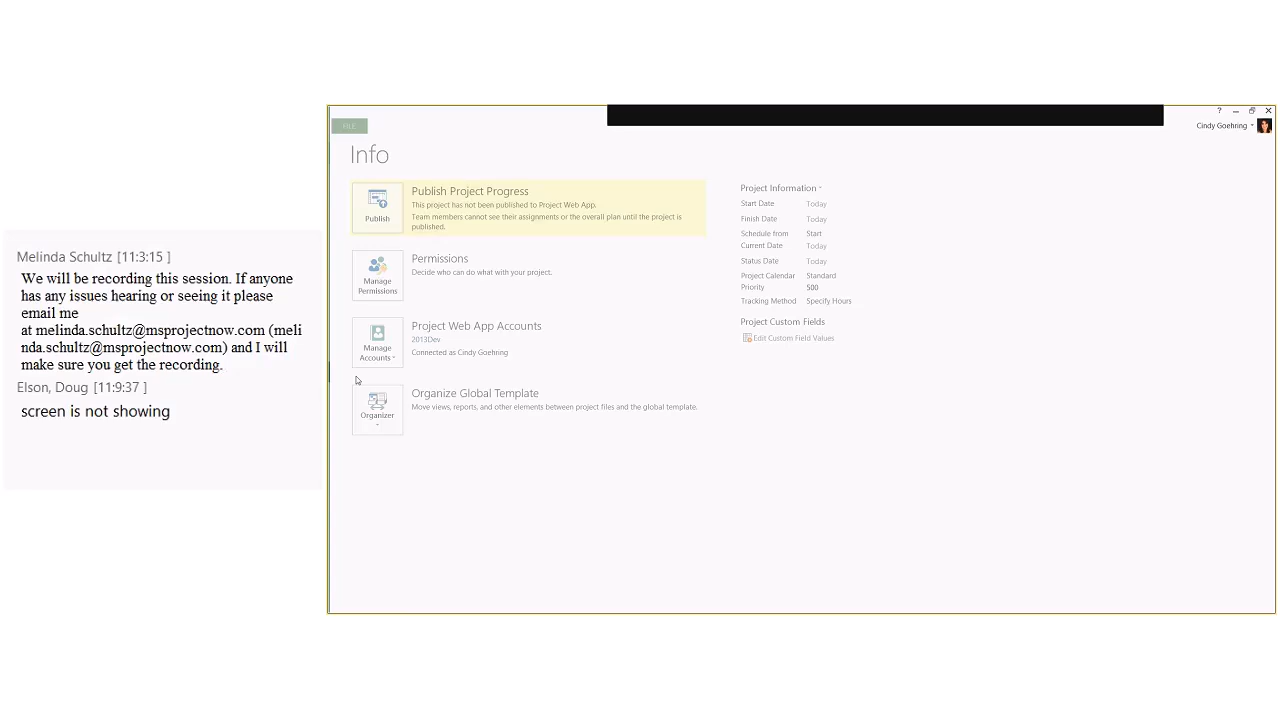 Melinda Schultz [11:3:15 ]
We will be recording this session. If anyone
has any issues hearing or seeing it please
email me
at melinda.schultz@msprojectnow.com (meli
nda.schultz@msprojectnow.com) and I will
make sure you get the recording.
Elson, Doug [11:9:37 ]
screen is not showing
?
Cindy Goehring
FILE
Info
Publish
Publish Project Progress
This project has not been published to Project Web App.
Team members cannot see their assignments or the overall plan until the project is
published.
Manage
Permissions
Permissions
Decide who can do what with your project.
Manage
Accounts
Project Web App Accounts
2013Dev
Connected as Cindy Goehring
Organizer
Organize Global Template
Move views, reports, and other elements between project files and the global template.
Project Information
Start Date Today
Finish Date Today
Schedule from Start
Current Date Today
Status Date Today
Project Calendar Standard
Priority 500
Tracking Method Specify Hours
Project Custom Fields
Edit Custom Field Values